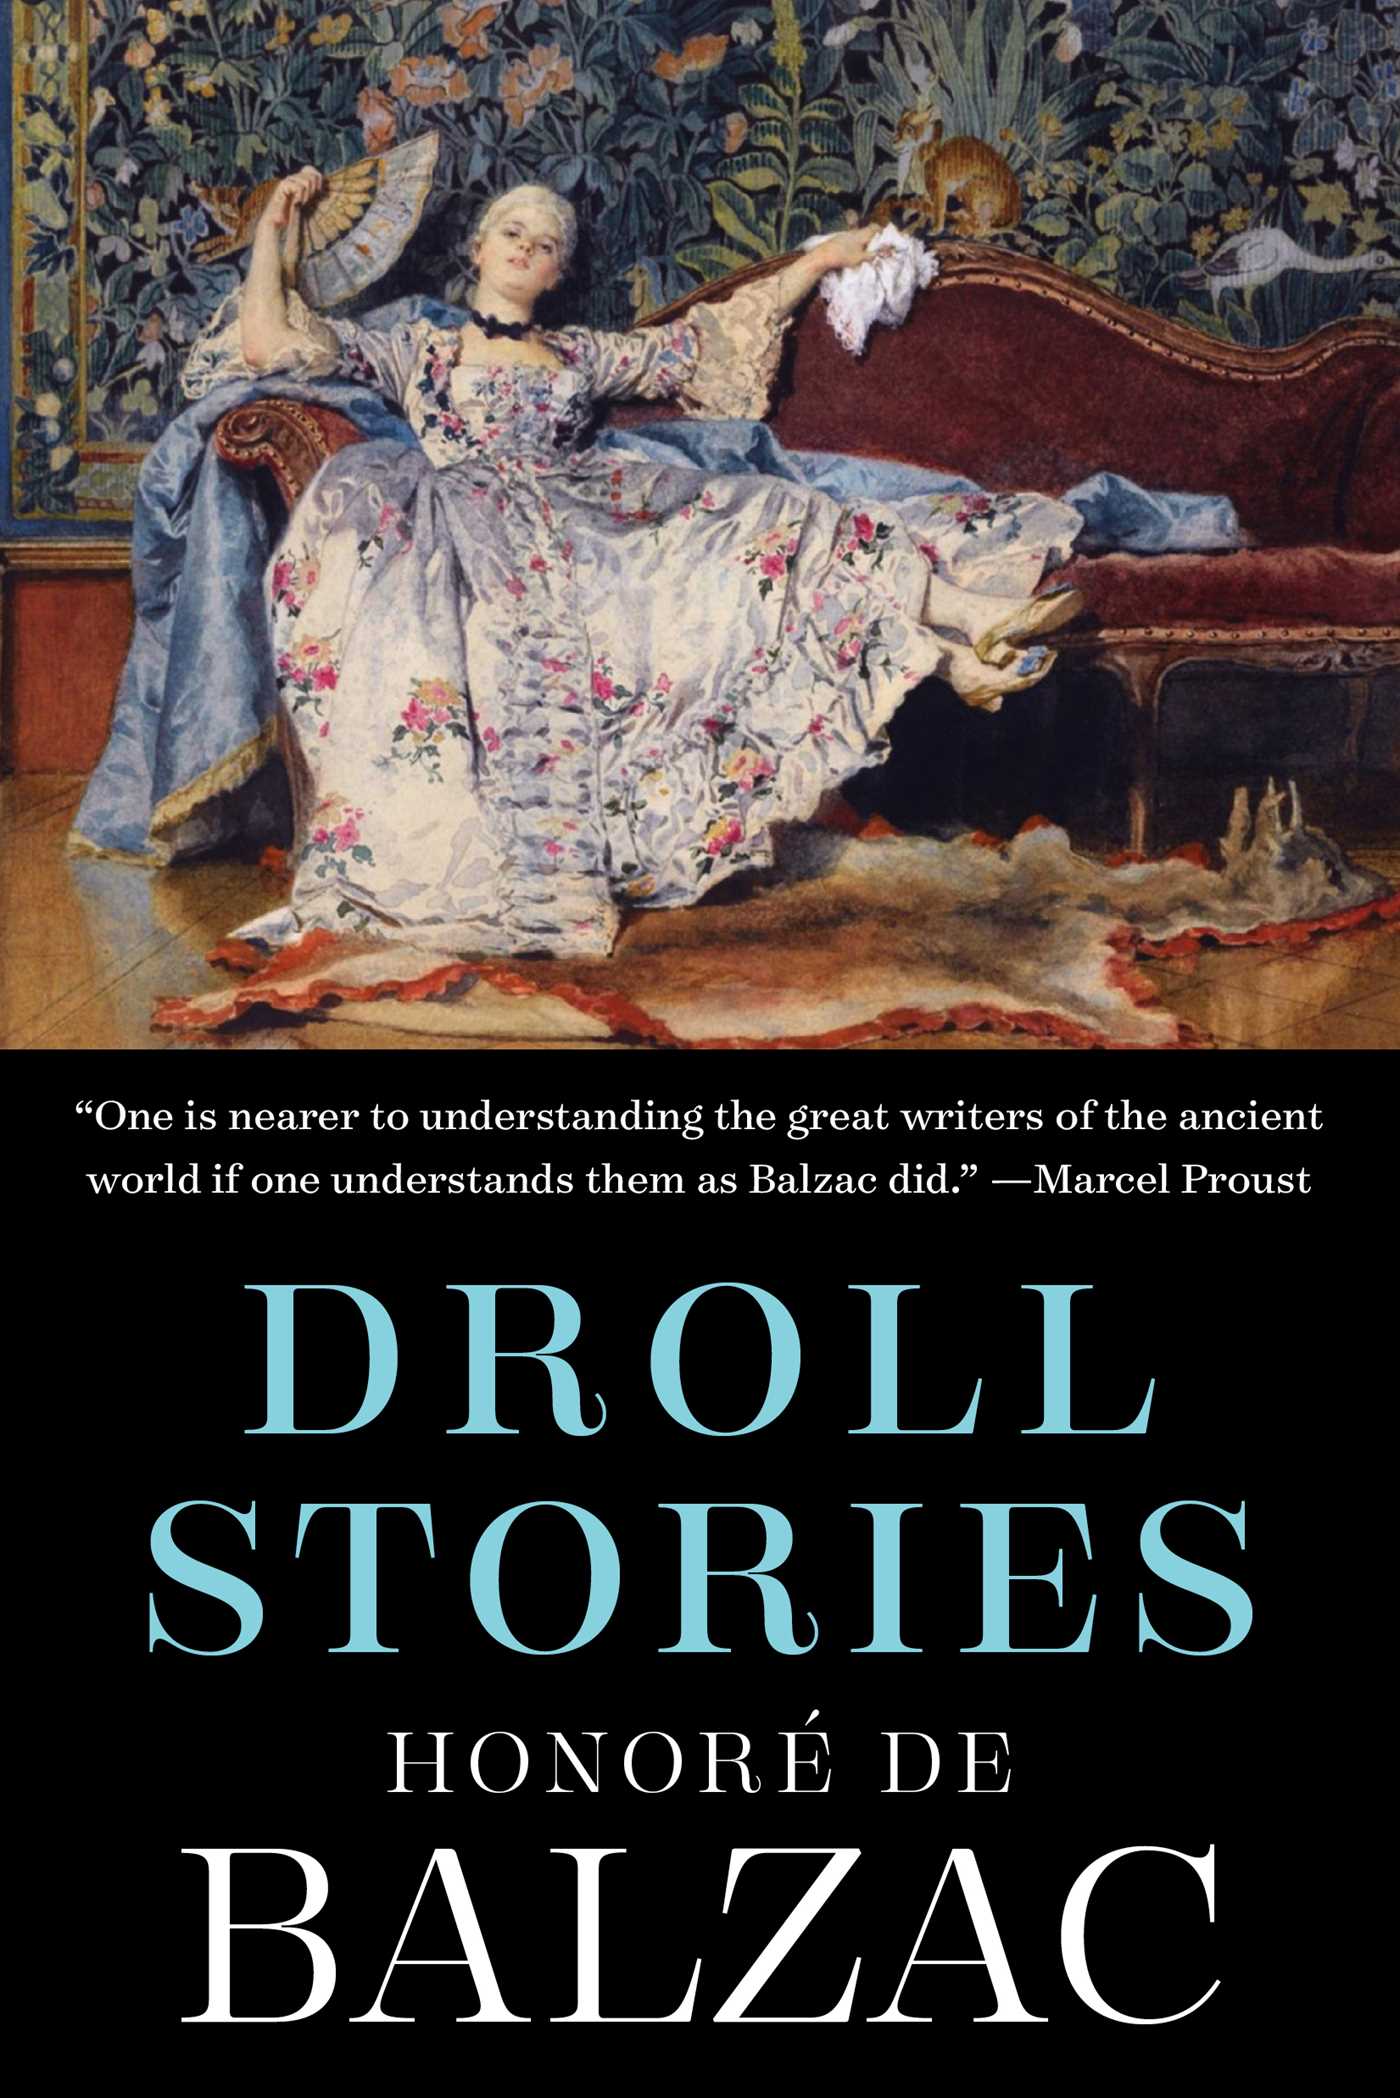 “One is nearer to understanding the great writers of the ancient
world if one understands them as Balzac did.” —Marcel Proust
DROLL
STORIES
HONORÉ DE
BALZAC